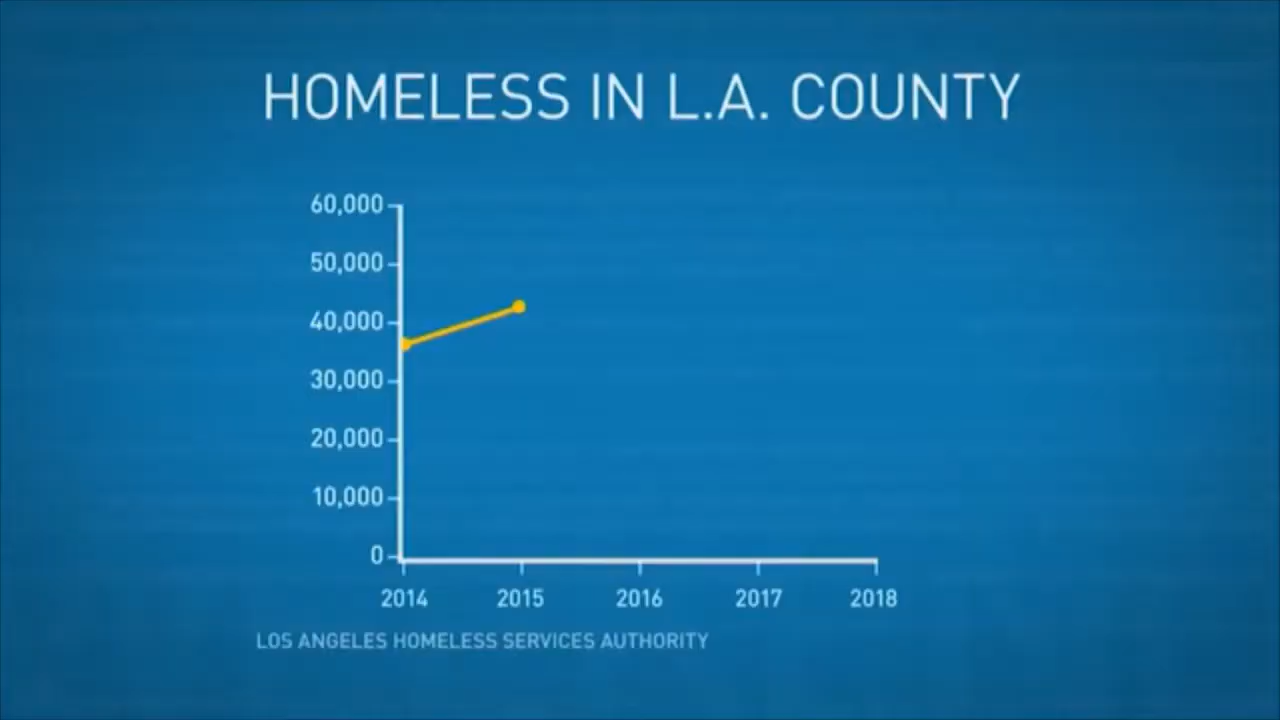 HOMELESS IN L.A. COUNTY
60,000
50,000
40,000
30,000
20,000
10,000
0
2014 2015 2016 2017 2018
LOS ANGELES HOMELESS SERVICES AUTHORITY